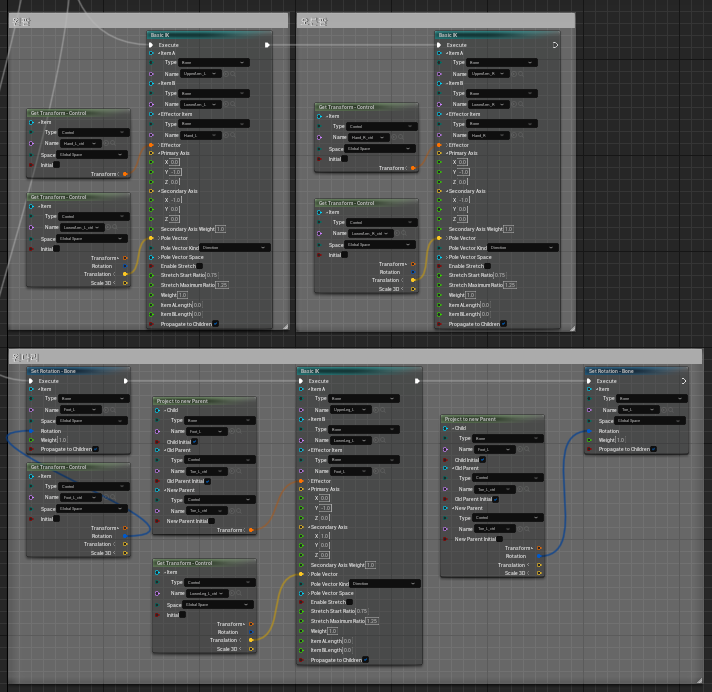 왼팔
오른팔
Basic IK
Execute
Item A
Type Bone
Name UpperArm_L
Item B
Type Bone
Name LowerArm_L
Effector Item
Type Bone
Name Hand_L
Effector
Primary Axis
X 0.0
Y -1.0
Z 0.0
Secondary Axis
X -1.0
Y 0.0
Z 0.0
Secondary Axis Weight 1.0
Pole Vector
Pole Vector Kind Direction
Pole Vector Space
Enable Stretch
Stretch Start Ratio 0.75
Stretch Maximum Ratio 1.25
Weight 1.0
Item A Length 0.0
Item B Length 0.0
Propagate to Children
Get Transform - Control
Item
Type Control
Name Hand_L_ctrl
Space Global Space
Initial
Transform
Get Transform - Control
Item
Type Control
Name LowerArm_L_ctrl
Space Global Space
Initial
Transform
Rotation
Translation
Scale 3D
Basic IK
Execute
Item A
Type Bone
Name UpperArm_R
Item B
Type Bone
Name LowerArm_R
Effector Item
Type Bone
Name Hand_R
Effector
Primary Axis
X 0.0
Y -1.0
Z 0.0
Secondary Axis
X -1.0
Y 0.0
Z 0.0
Secondary Axis Weight 1.0
Pole Vector
Pole Vector Kind Direction
Pole Vector Space
Enable Stretch
Stretch Start Ratio 0.75
Stretch Maximum Ratio 1.25
Weight 1.0
Item A Length 0.0
Item B Length 0.0
Propagate to Children
Get Transform - Control
Item
Type Control
Name Hand_R_ctrl
Space Global Space
Initial
Transform
Get Transform - Control
Item
Type Control
Name LowerArm_R_ctrl
Space Global Space
Initial
Transform
Rotation
Translation
Scale 3D
왼다리
Set Rotation - Bone
Execute
Item
Type Bone
Name Foot_L
Space Global Space
Rotation
Weight 1.0
Propagate to Children
Get Transform - Control
Item
Type Control
Name Foot_L_ctrl
Space Global Space
Initial
Transform
Rotation
Translation
Scale 3D
Project to new Parent
Child
Type Bone
Name Foot_L
Child Initial
Old Parent
Type Control
Name Toe_L_ctrl
Old Parent Initial
New Parent
Type Control
Name Toe_L_ctrl
New Parent Initial
Transform
Get Transform - Control
Item
Type Control
Name LowerLeg_L_ctrl
Space Global Space
Initial
Transform
Rotation
Translation
Scale 3D
Basic IK
Execute
Item A
Type Bone
Name UpperLeg_L
Item B
Type Bone
Name LowerLeg_L
Effector Item
Type Bone
Name Foot_L
Effector
Primary Axis
X 0.0
Y -1.0
Z 0.0
Secondary Axis
X 1.0
Y 0.0
Z 0.0
Secondary Axis Weight 1.0
Pole Vector
Pole Vector Kind Direction
Pole Vector Space
Enable Stretch
Stretch Start Ratio 0.75
Stretch Maximum Ratio 1.25
Weight 1.0
Item A Length 0.0
Item B Length 0.0
Propagate to Children
Project to new Parent
Child
Type Bone
Name Foot_L
Child Initial
Old Parent
Type Control
Name Foot_L_ctrl
Old Parent Initial
New Parent
Type Control
Name Toe_L_ctrl
New Parent Initial
Transform
Rotation
Translation
Scale 3D
Set Rotation - Bone
Execute
Item
Type Bone
Name Toe_L
Space Global Space
Rotation
Weight 1.0
Propagate to Children